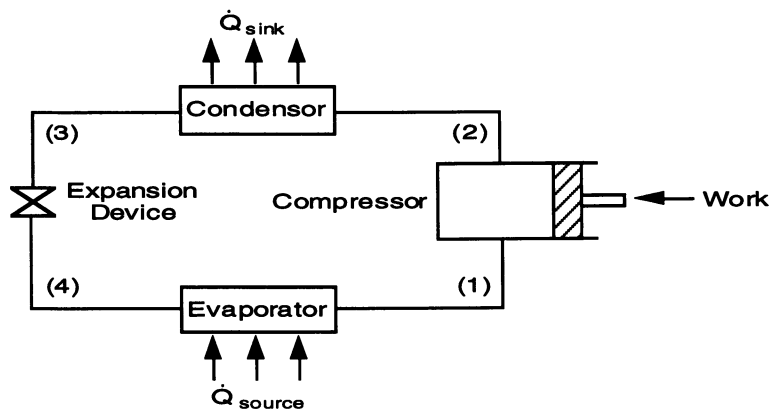 Q̇sink
Condensor
(3)
(2)
Expansion
Device
Compressor
Work
(4)
(1)
Evaporator
Q̇source